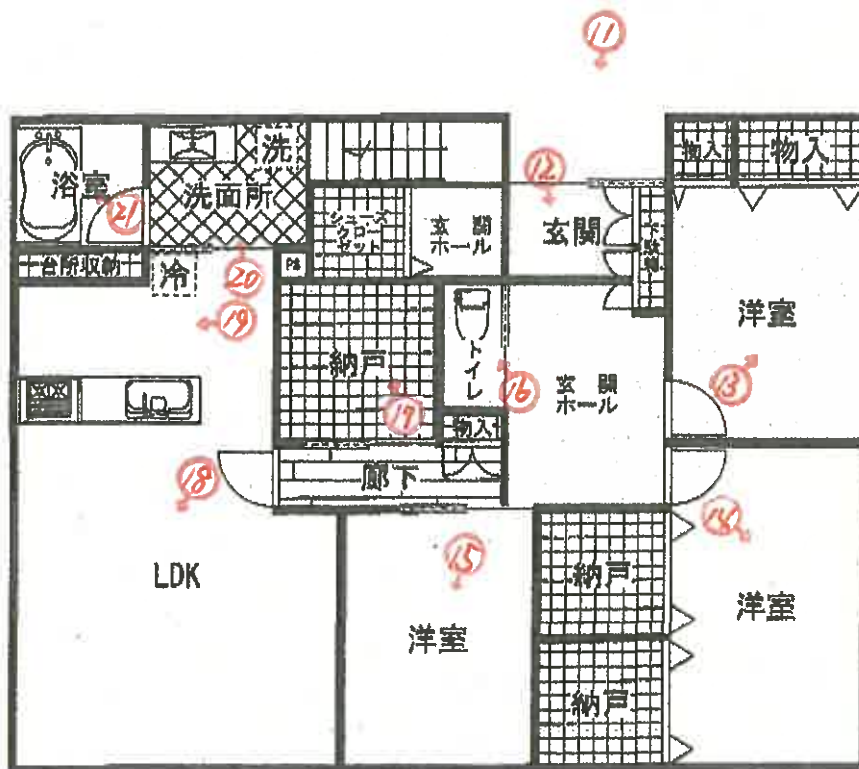 11
12
物入
物入
浴室
21
洗面所
洗
シューズ
クロー
ゼット
玄関
ホール
玄関
下駄箱
台所収納
冷
20
PS
19
洋室
13
納戸
17
トイレ
16
玄関
ホール
物入
18
廊下
LDK
15
洋室
納戸
納戸
洋室